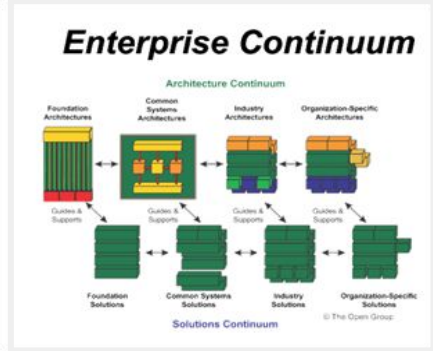 Enterprise Continuum
Architecture Continuum
Foundation
Architectures
Common
Systems
Architectures
Industry
Architectures
Organization-Specific
Architectures
Guides &
Supports
Guides &
Supports
Guides &
Supports
Guides &
Supports
Foundation
Solutions
Common Systems
Solutions
Industry
Solutions
Organization-Specific
Solutions
© The Open Group
Solutions Continuum